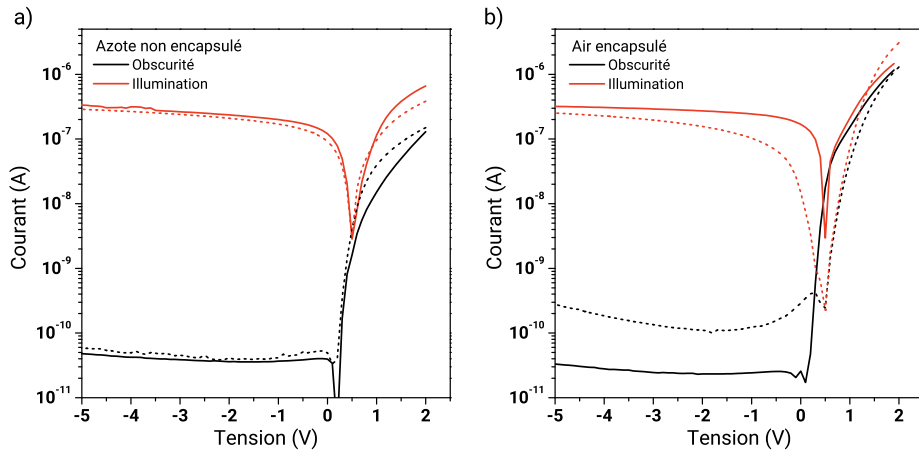 a)
Azote non encapsulé
Obscurité
Illumination
Courant (A)
10^-6
10^-7
10^-8
10^-9
10^-10
10^-11
-5 -4 -3 -2 -1 0 1 2
Tension (V)
b)
Air encapsulé
Obscurité
Illumination
Courant (A)
10^-6
10^-7
10^-8
10^-9
10^-10
10^-11
-5 -4 -3 -2 -1 0 1 2
Tension (V)